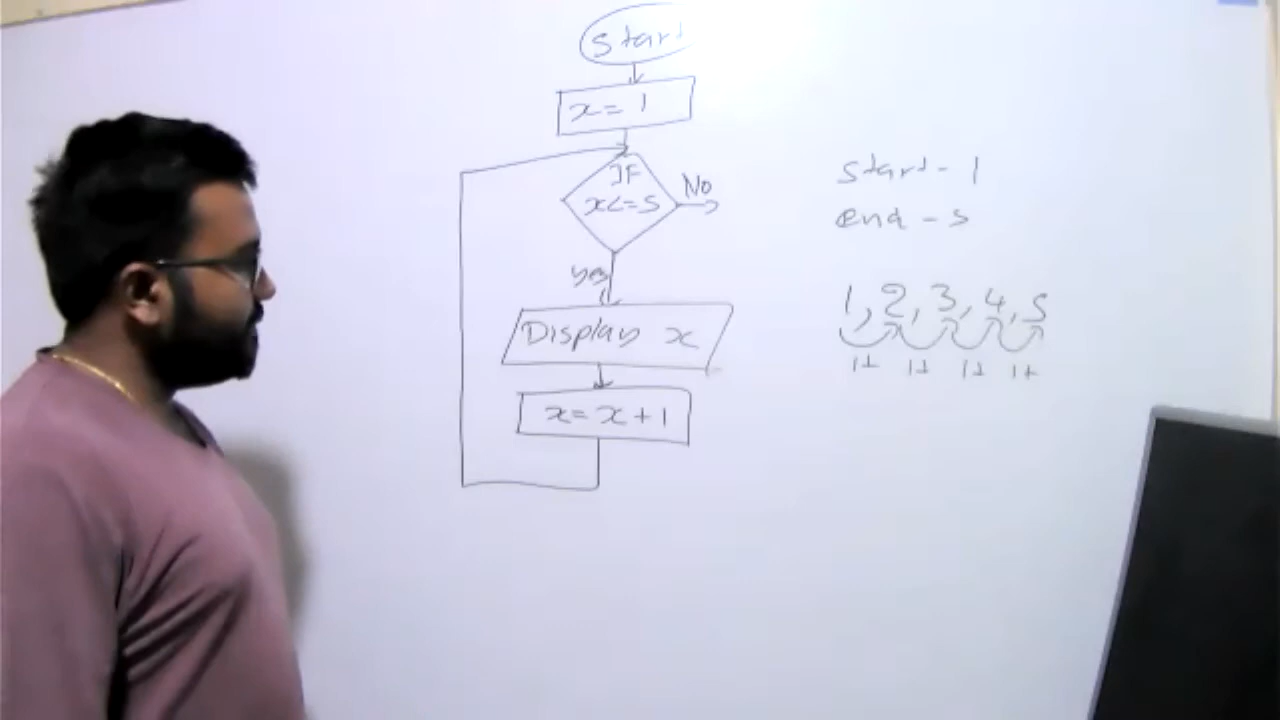 start
x = 1
IF
x<=5
No
yes
Display x
x = x + 1
start - 1
end - 5
1, 2, 3, 4, 5
1+ 1+ 1+ 1+